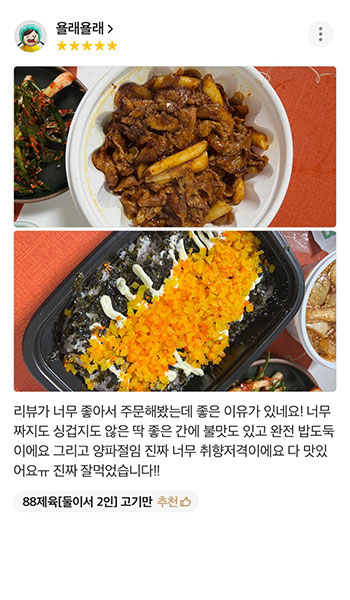 욜래욜래 >
★★★★★
리뷰가 너무 좋아서 주문해봤는데 좋은 이유가 있네요! 너무
짜지도 싱겁지도 않은 딱 좋은 간에 불맛도 있고 완전 밥도둑
이에요 그리고 양파절임 진짜 너무 취향저격이에요 다 맛있
어요ㅠ 진짜 잘먹었습니다!!
88제육[둘이서 2인] 고기만 추천